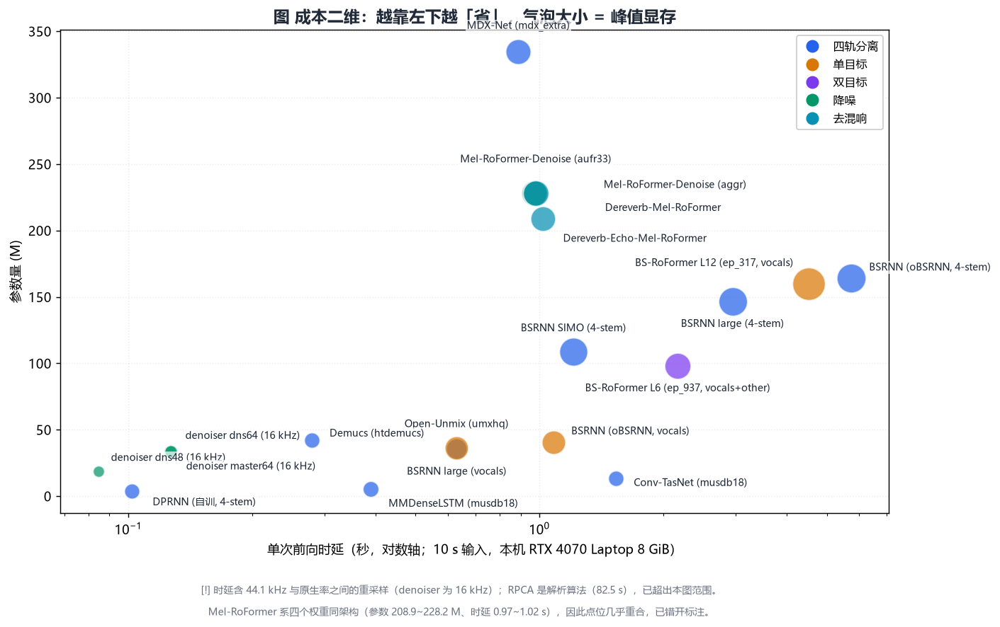 图 成本二维：越靠左下越「省」，气泡大小 = 峰值显存
MDX-Net (mdx_extra)
350
300
250
200
150
100
50
0
参数量 (M)
四轨分离
单目标
双目标
降噪
去混响
Mel-RoFormer-Denoise (aufr33)
Mel-RoFormer-Denoise (aggr)
Dereverb-Mel-RoFormer
Dereverb-Echo-Mel-RoFormer
BS-RoFormer L12 (ep_317, vocals)
BSRNN (oBSRNN, 4-stem)
BSRNN large (4-stem)
BSRNN SIMO (4-stem)
BS-RoFormer L6 (ep_937, vocals+other)
Open-Unmix (umxhq)
BSRNN (oBSRNN, vocals)
Demucs (htdemucs)
denoiser dns64 (16 kHz)
denoiser dns48 (16 kHz)
denoiser master64 (16 kHz)
BSRNN large (vocals)
Conv-TasNet (musdb18)
DPRNN (自训, 4-stem)
MMDenseLSTM (musdb18)
10⁻¹
10⁰
单次前向时延（秒，对数轴；10 s 输入，本机 RTX 4070 Laptop 8 GiB）
[!] 时延含 44.1 kHz 与原生率之间的重采样（denoiser 为 16 kHz）；RPCA 是解析算法（82.5 s），已超出本图范围。
Mel-RoFormer 系四个权重同架构（参数 208.9~228.2 M、时延 0.97~1.02 s），因此点位几乎重合，已错开标注。